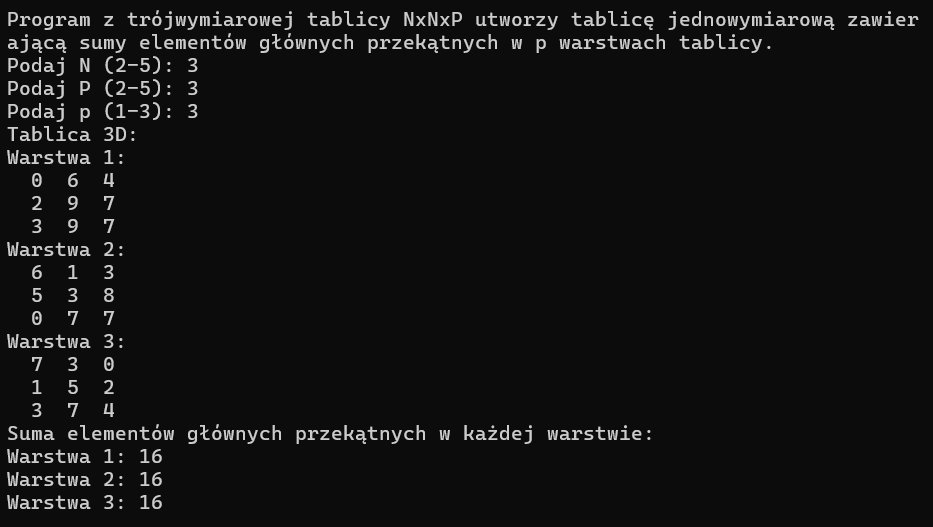 Program z trójwymiarowej tablicy NxNxP utworzy tablicę jednowymiarową zawier
ającą sumy elementów głównych przekątnych w p warstwach tablicy.
Podaj N (2-5): 3
Podaj P (2-5): 3
Podaj p (1-3): 3
Tablica 3D:
Warstwa 1:
  0  6  4
  2  9  7
  3  9  7
Warstwa 2:
  6  1  3
  5  3  8
  0  7  7
Warstwa 3:
  7  3  0
  1  5  2
  3  7  4
Suma elementów głównych przekątnych w każdej warstwie:
Warstwa 1: 16
Warstwa 2: 16
Warstwa 3: 16